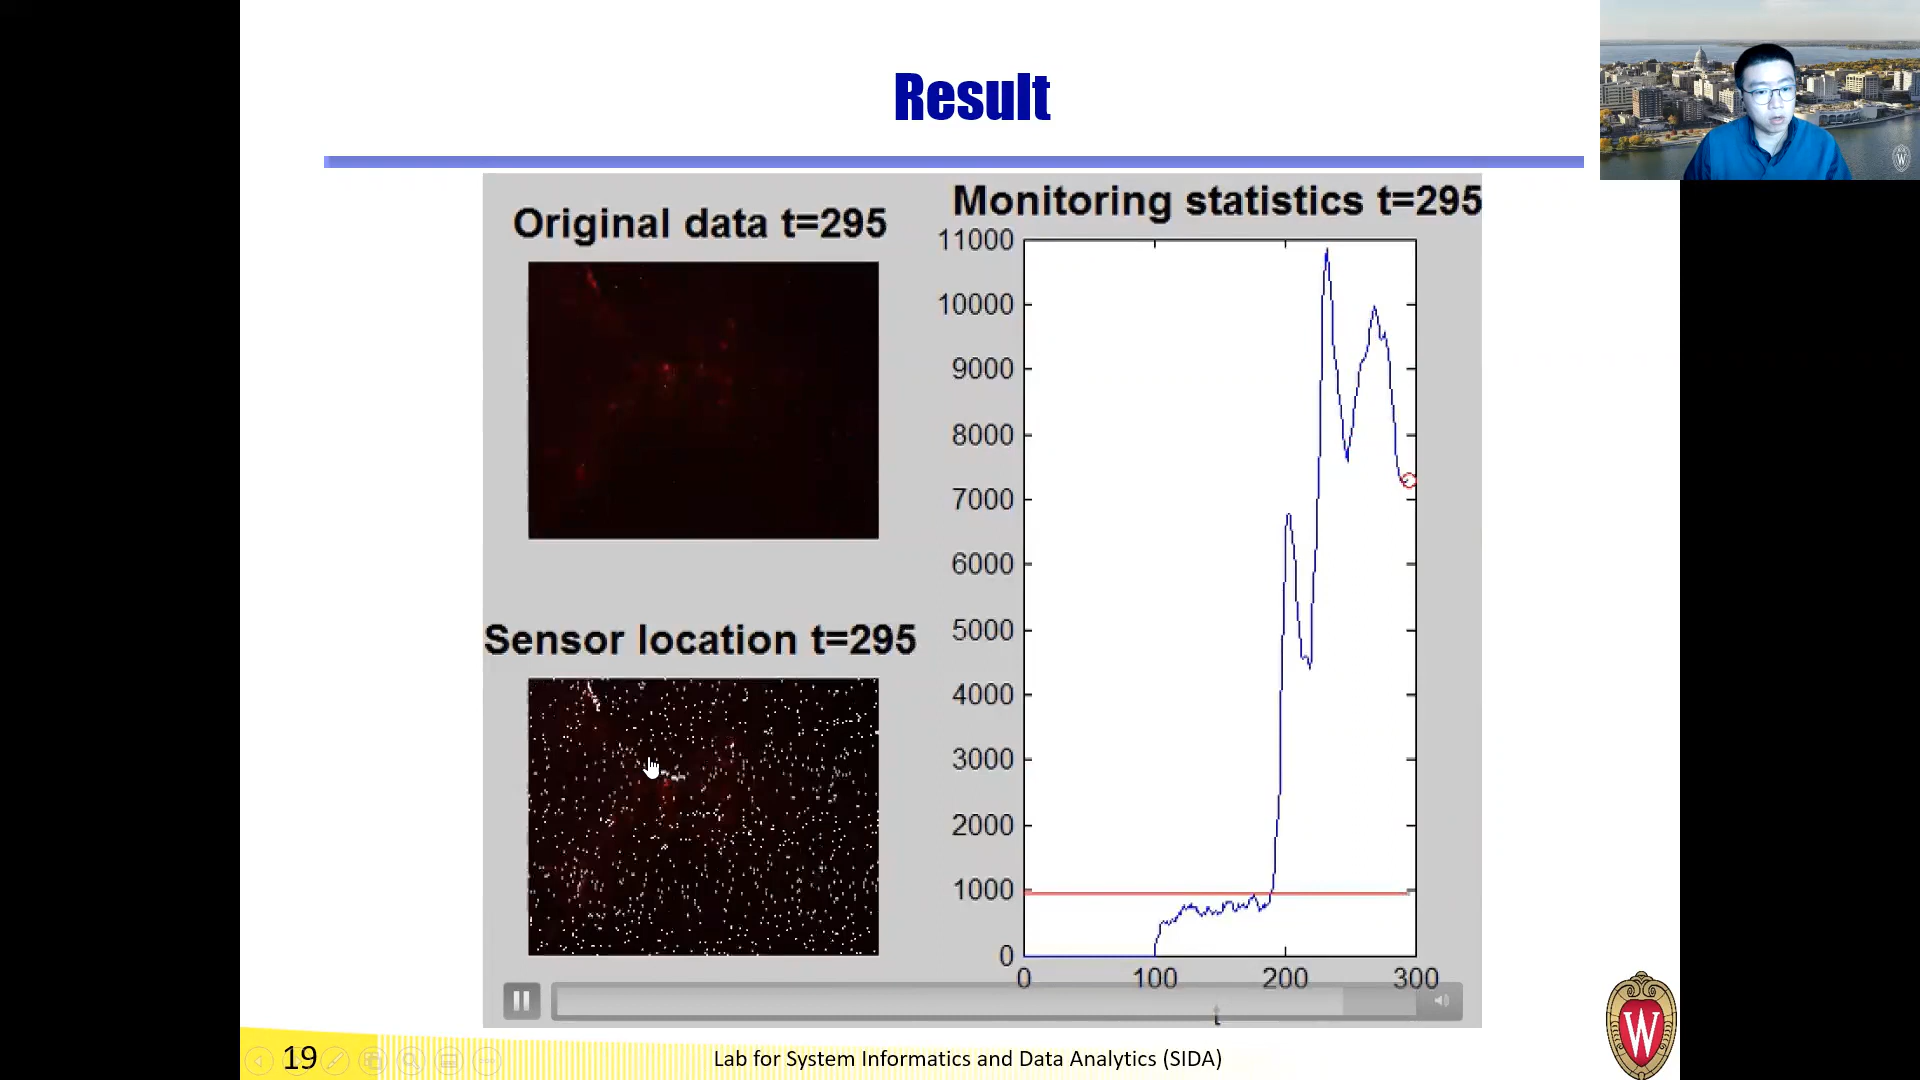 Result
Original data t=295
Monitoring statistics t=295
11000
10000
9000
8000
7000
6000
5000
4000
3000
2000
1000
0
0 100 200 300
t
Sensor location t=295
19
Lab for System Informatics and Data Analytics (SIDA)
W
W